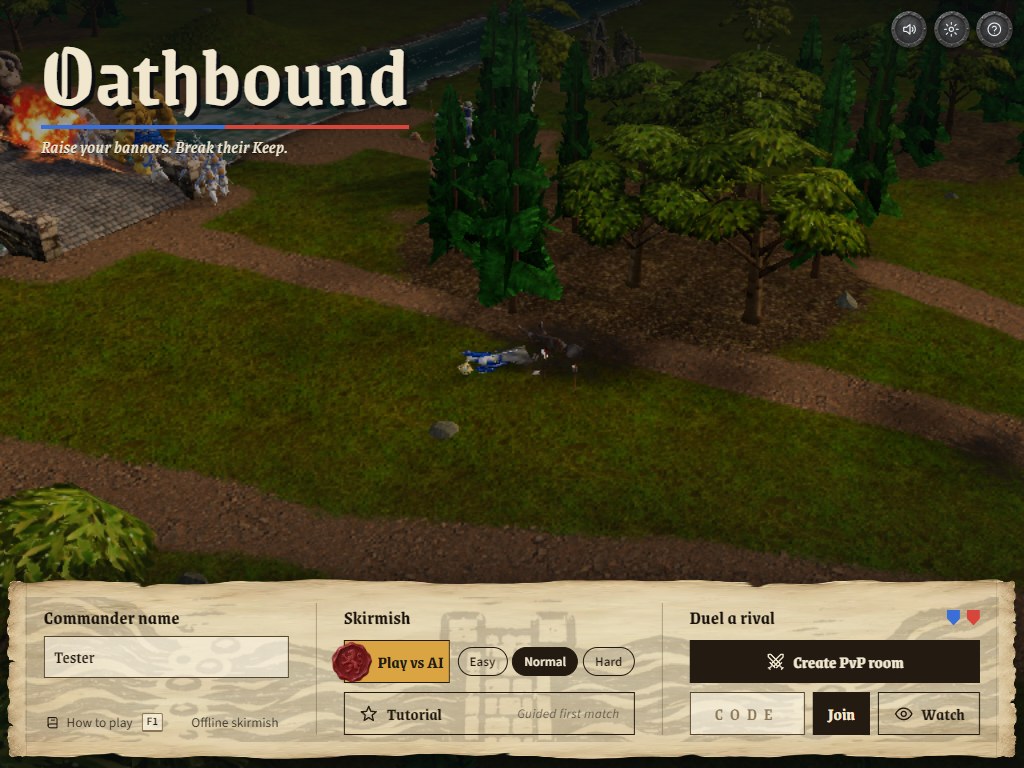 Oathbound
Raise your banners. Break their Keep.
Commander name
Tester
How to play F1 Offline skirmish
Skirmish
Play vs AI Easy Normal Hard
Tutorial Guided first match
Duel a rival
Create PvP room
CODE Join Watch